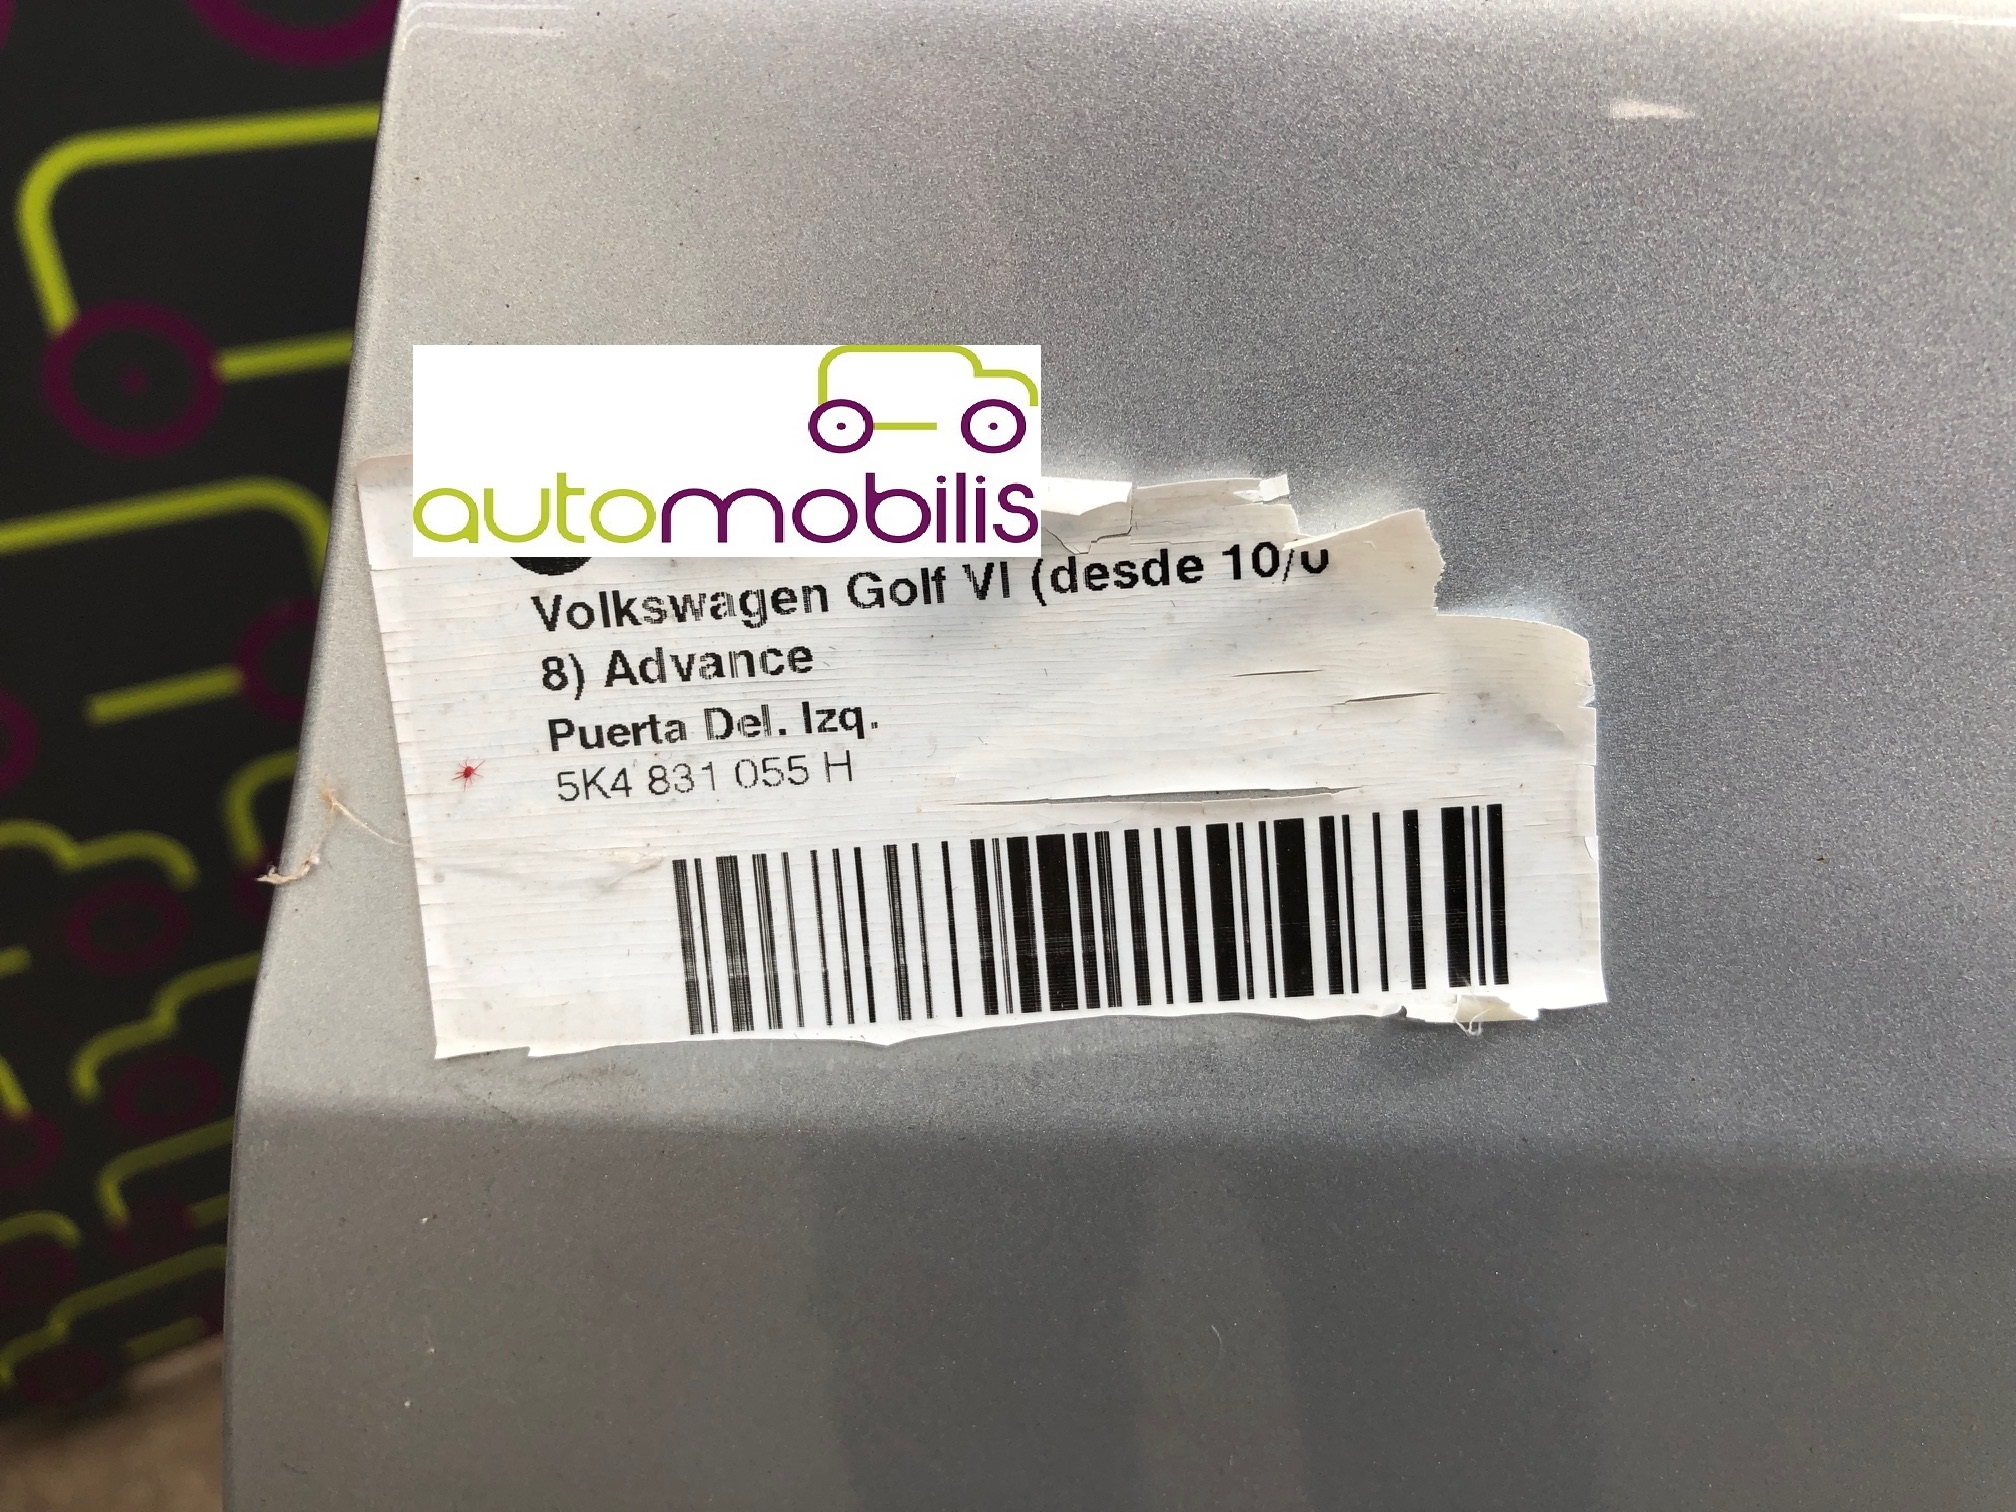 automobilis
Volkswagen Golf VI (desde 10/0
8) Advance
Puerta Del. Izq.
5K4 831 055 H